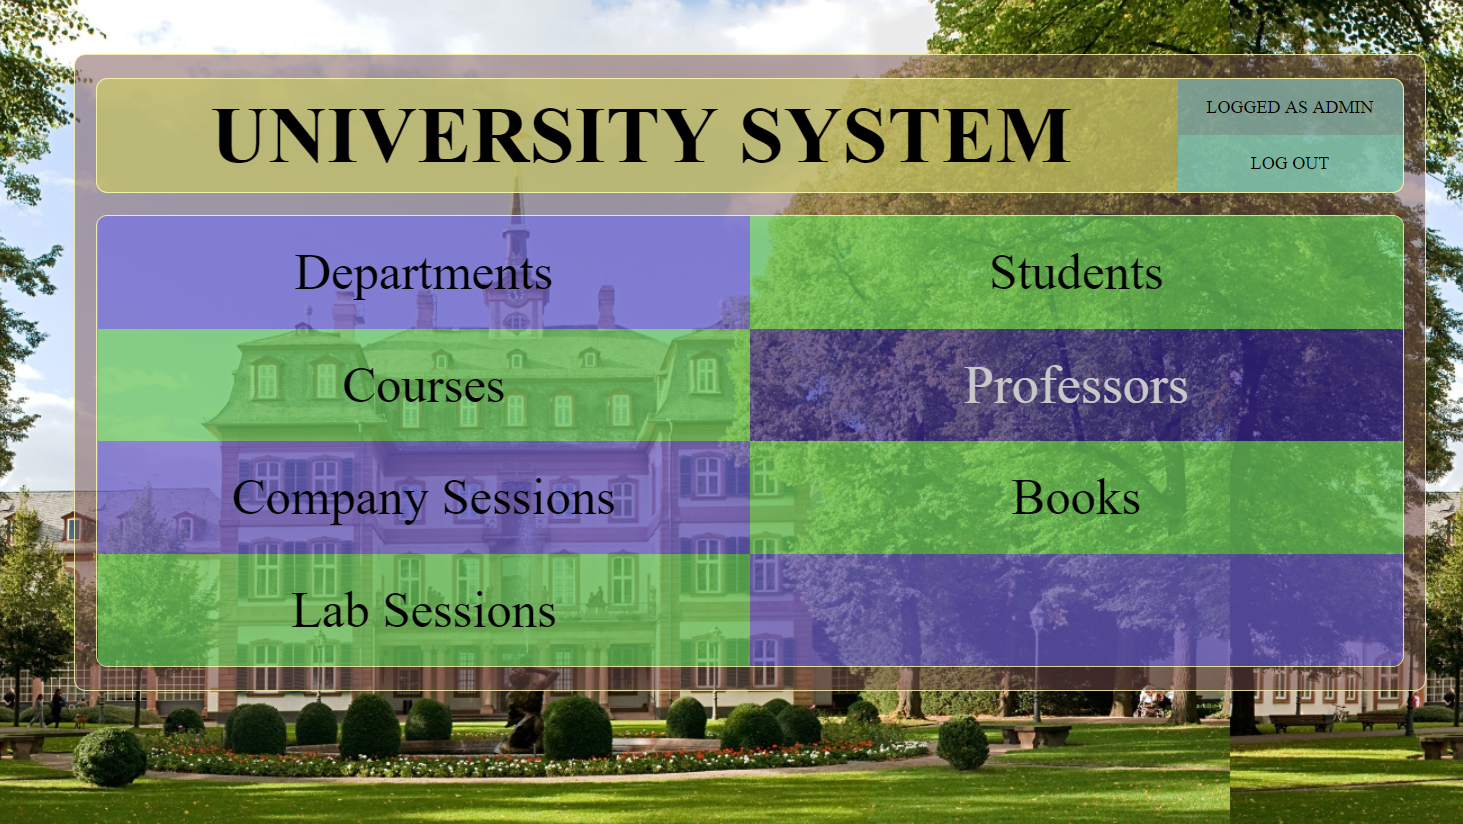 UNIVERSITY SYSTEM
LOGGED AS ADMIN
LOG OUT
Departments
Students
Courses
Professors
Company Sessions
Books
Lab Sessions